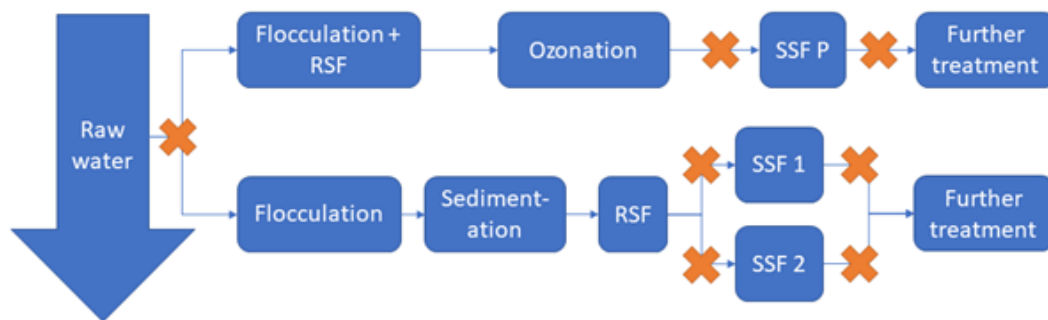 Raw
water
Flocculation +
RSF
Ozonation
SSF P
Further
treatment
Flocculation
Sediment-
ation
RSF
SSF 1
SSF 2
Further
treatment